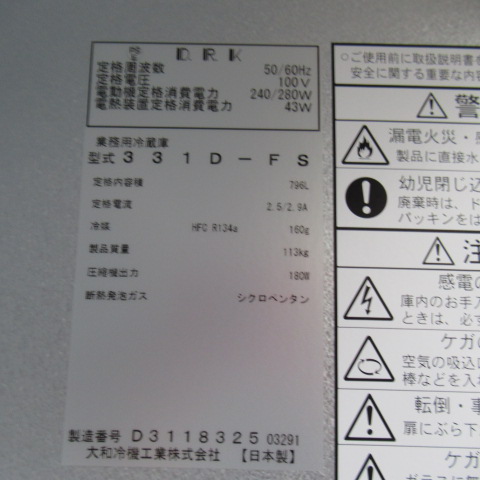 PS
E
DRK
定格周波数 50/60Hz
定格電圧 100V
電動機定格消費電力 240/280W
電熱装置定格消費電力 43W
業務用冷蔵庫
型式 331D-FS
定格内容積 796L
定格電流 2.5/2.9A
冷媒 HFC R134a 160g
製品質量 113kg
圧縮機出力 180W
断熱発泡ガス シクロペンタン
製造番号 D3118325 03291
大和冷機工業株式会社 【日本製】
○ご使用前に取扱説明書
安全に関する重要な内容
警
漏電火災・
製品に直接水
幼児閉じ込
廃棄時は、ド
パッキンをは
注
感電の
庫内のお手入
ときは、必ず
ケガの
空気の吸込
棒などを入
転倒・事
扉にぶら下
ケガ